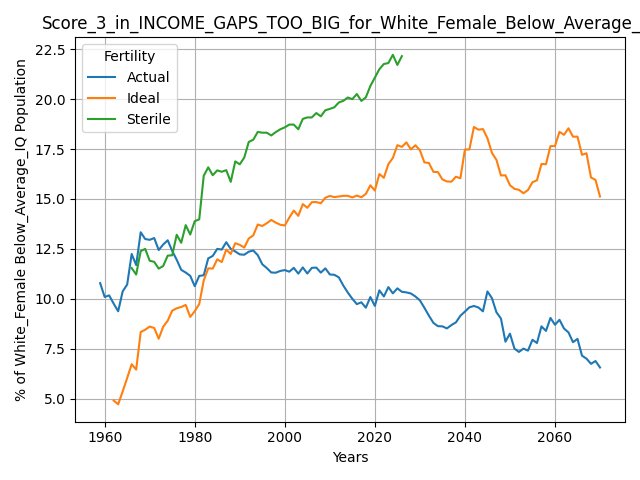 Score_3_in_INCOME_GAPS_TOO_BIG_for_White_Female_Below_Average_
% of White_Female Below_Average_IQ Population
22.5
20.0
17.5
15.0
12.5
10.0
7.5
5.0
Fertility
Actual
Ideal
Sterile
1960
1980
2000
2020
2040
2060
Years